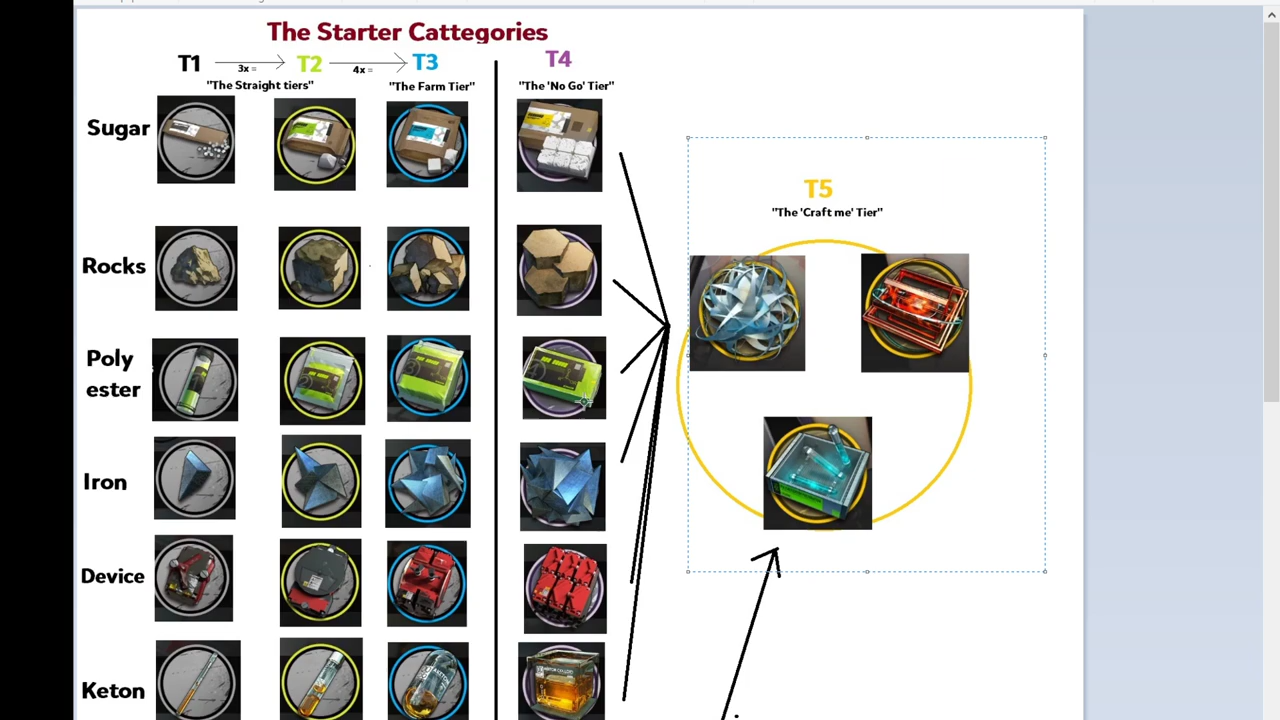 The Starter Cattegories
T1 3x = T2 4x = T3 T4
"The Straight tiers" "The Farm Tier" "The 'No Go' Tier"
Sugar
T5
"The 'Craft me' Tier"
Rocks
Poly
ester
Iron
Device
Keton